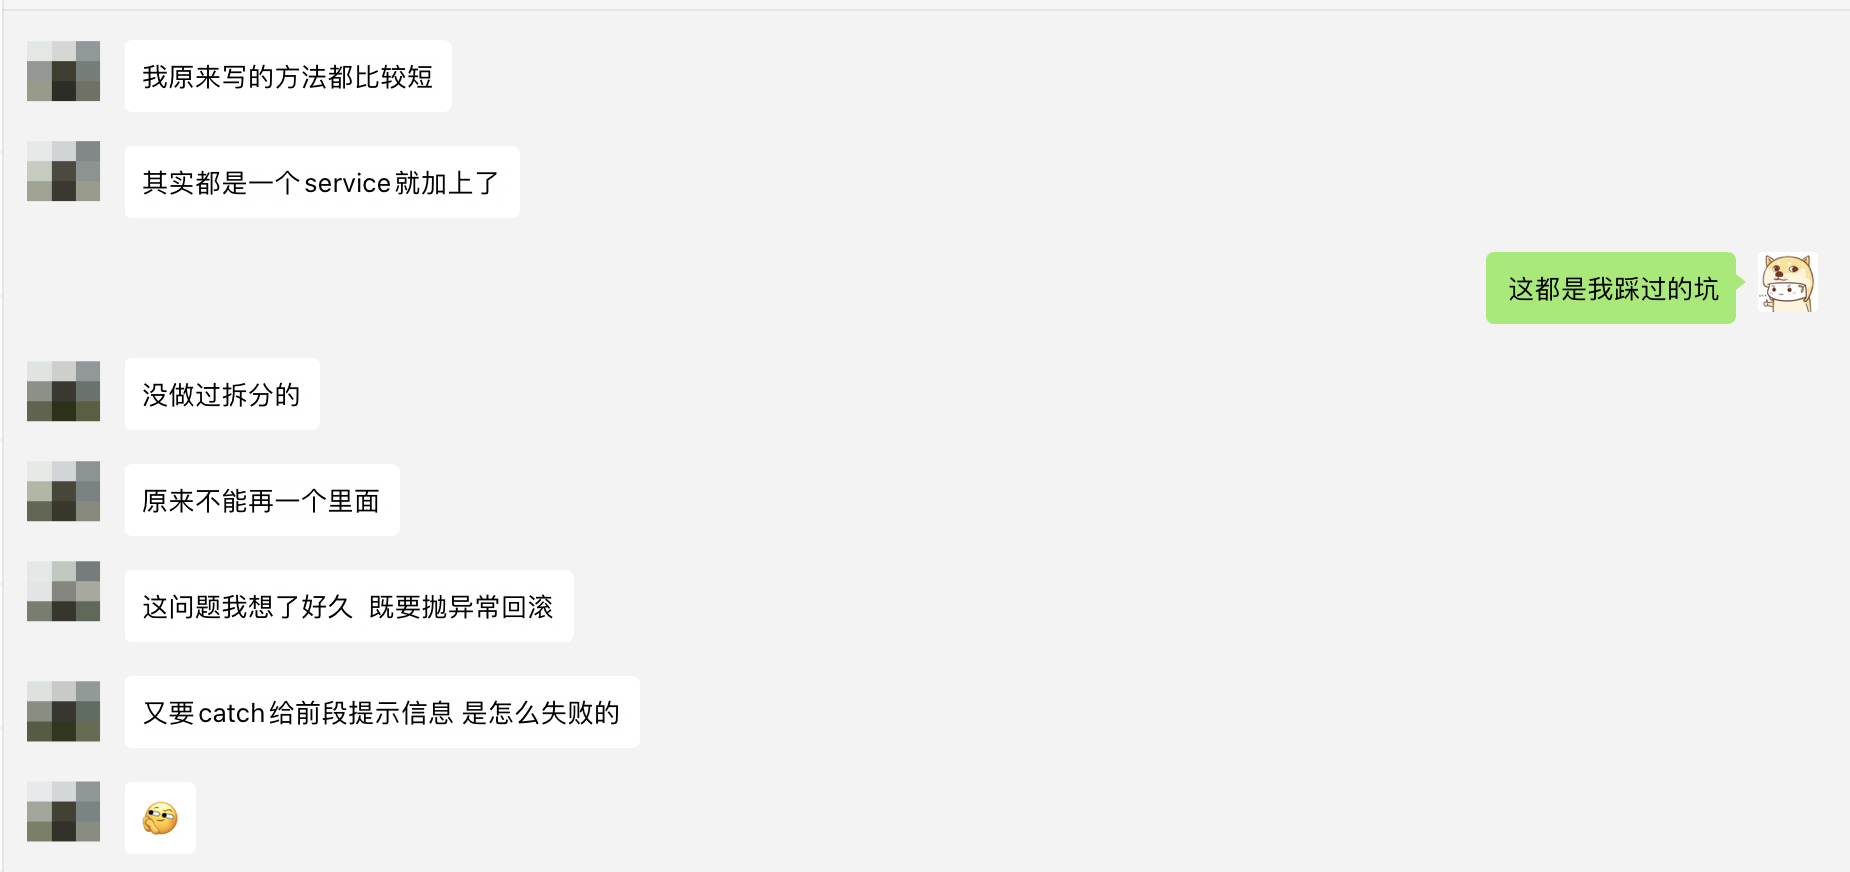 我原来写的方法都比较短
其实都是一个service就加上了
这都是我踩过的坑
没做过拆分的
原来不能再一个里面
这问题我想了好久 既要抛异常回滚
又要catch给前段提示信息 是怎么失败的